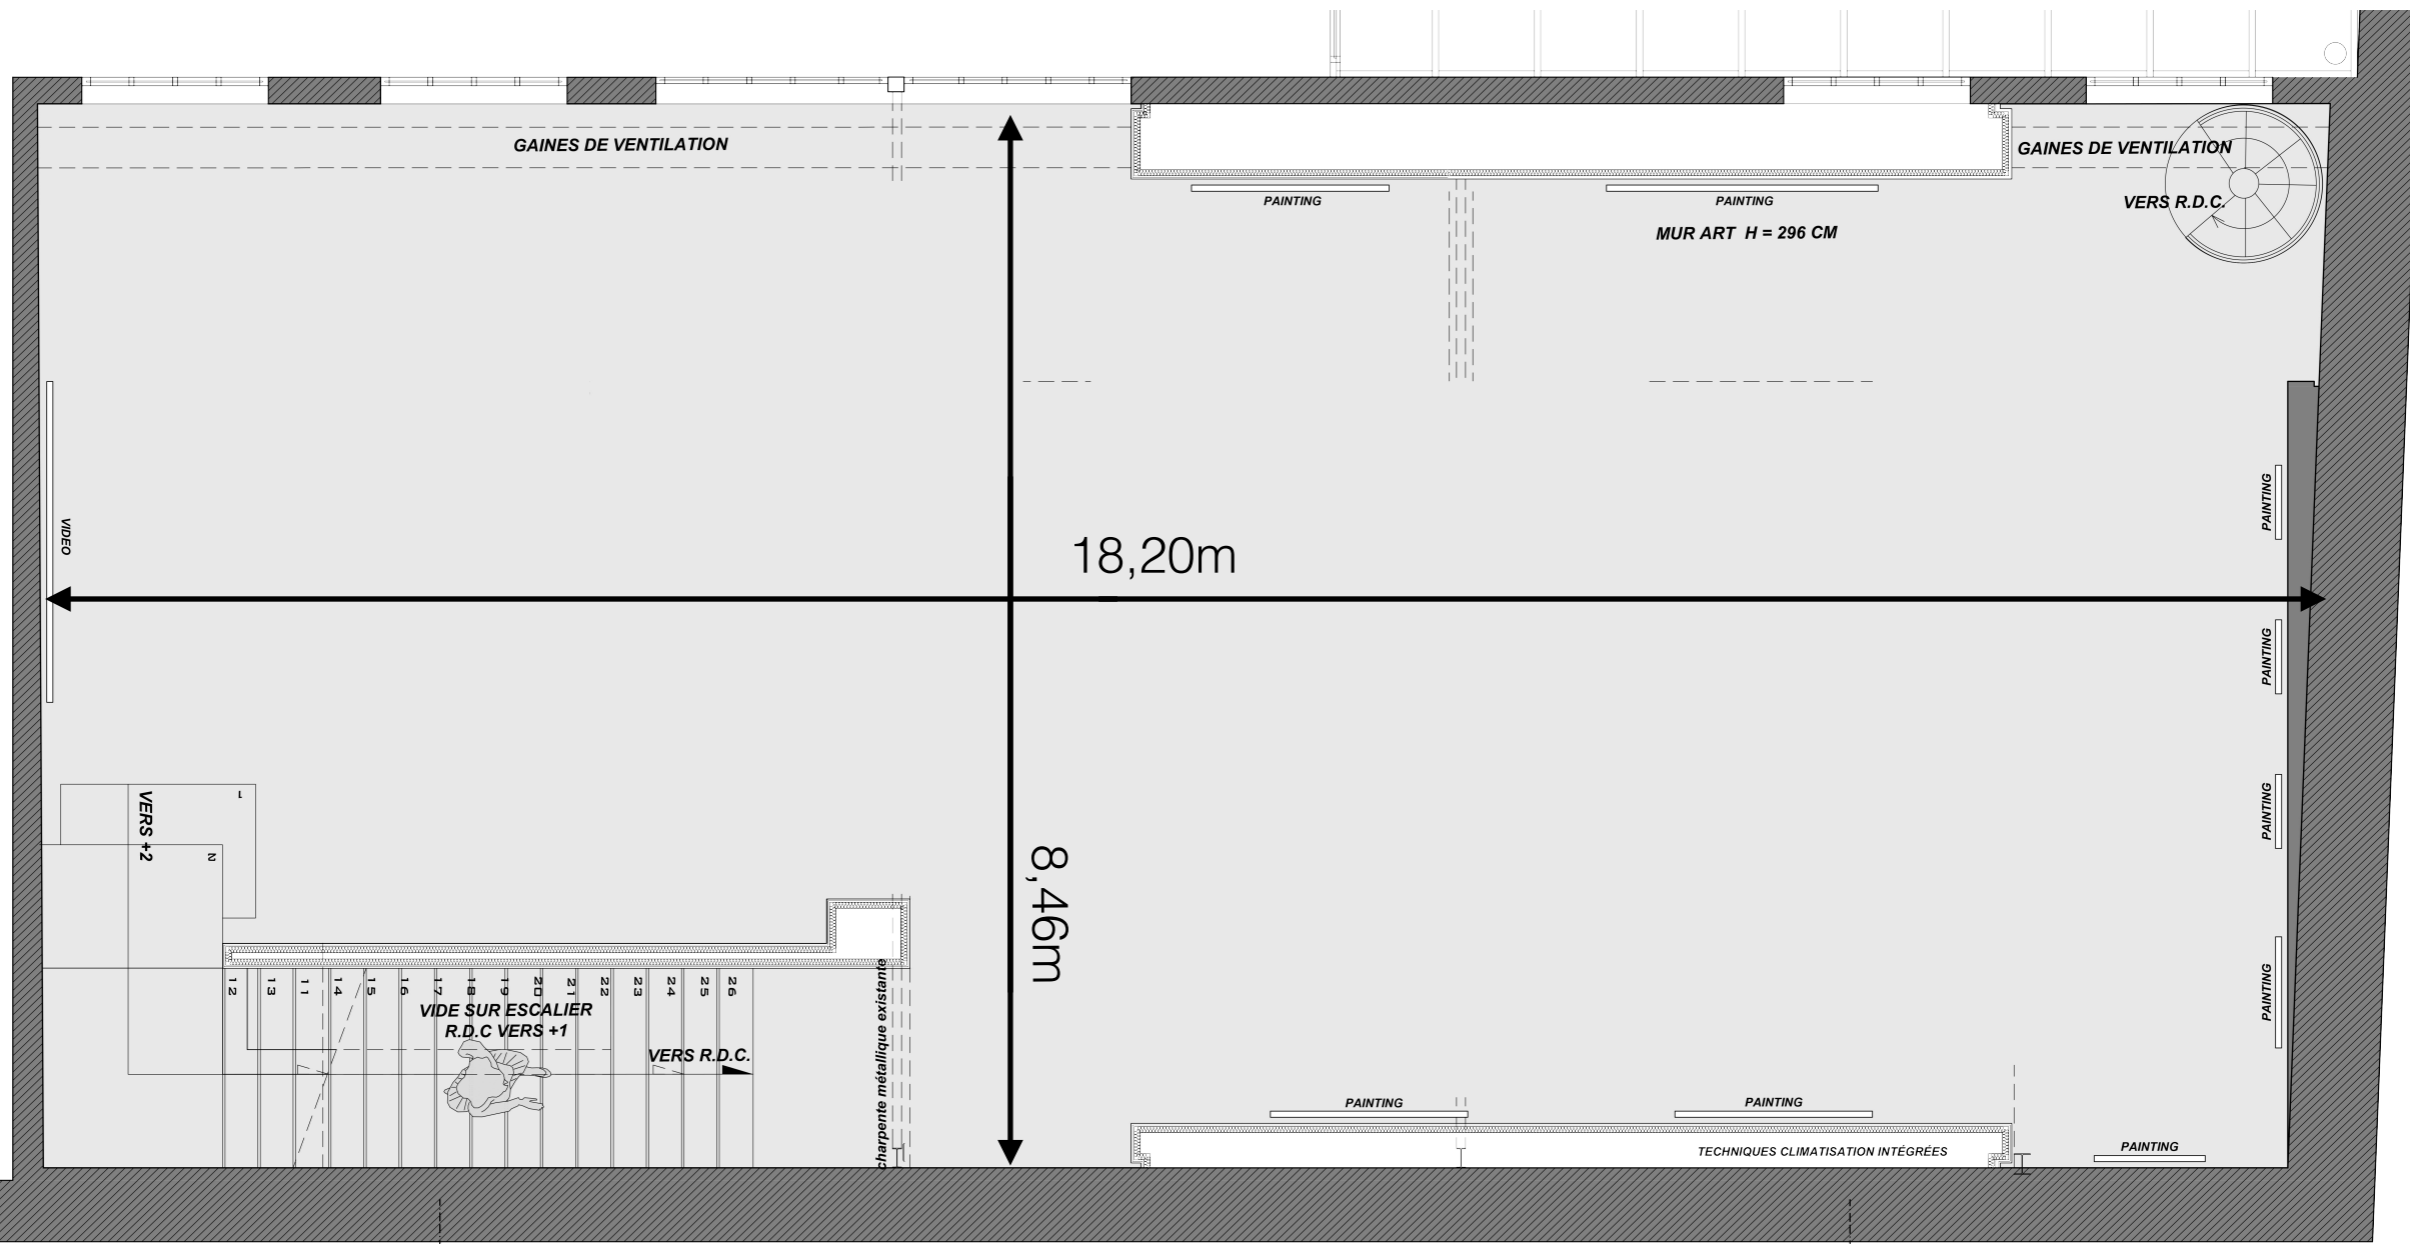 GAINES DE VENTILATION
GAINES DE VENTILATION
PAINTING
PAINTING
VERS R.D.C.
MUR ART H = 296 CM
VIDEO
PAINTING
18,20m
PAINTING
VERS +2
1
2
PAINTING
8,46m
PAINTING
12
13
11
14
15
16
17
18
19
20
21
22
23
24
25
26
VIDE SUR ESCALIER
R.D.C VERS +1
VERS R.D.C.
charpente métallique existante
PAINTING
PAINTING
TECHNIQUES CLIMATISATION INTÉGRÉES
PAINTING